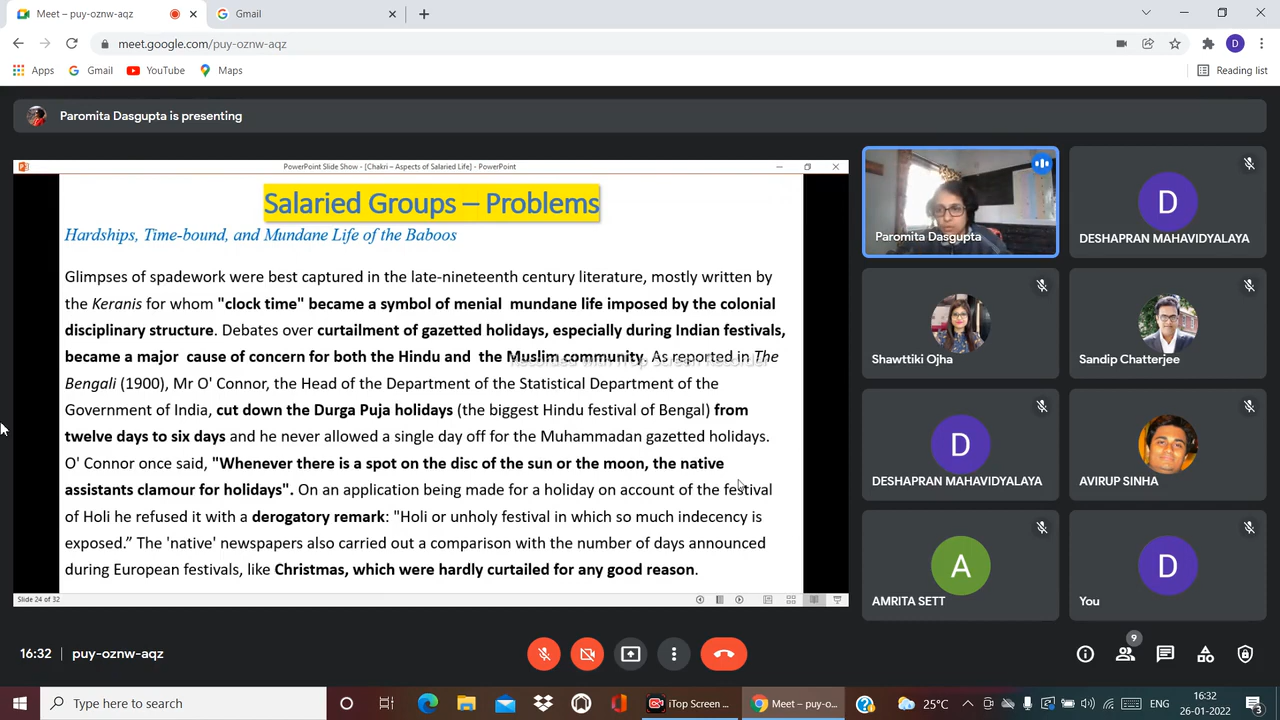 Meet – puy-oznw-aqz
Gmail
meet.google.com/puy-oznw-aqz
Apps
Gmail
YouTube
Maps
Reading list
Paromita Dasgupta is presenting
PowerPoint Slide Show - [Chakri – Aspects of Salaried Life] - PowerPoint
Salaried Groups – Problems
Hardships, Time-bound, and Mundane Life of the Baboos
Glimpses of spadework were best captured in the late-nineteenth century literature, mostly written by
the Keranis for whom "clock time" became a symbol of menial mundane life imposed by the colonial
disciplinary structure. Debates over curtailment of gazetted holidays, especially during Indian festivals,
became a major cause of concern for both the Hindu and the Muslim community. As reported in The
Bengali (1900), Mr O' Connor, the Head of the Department of the Statistical Department of the
Government of India, cut down the Durga Puja holidays (the biggest Hindu festival of Bengal) from
twelve days to six days and he never allowed a single day off for the Muhammadan gazetted holidays.
O' Connor once said, "Whenever there is a spot on the disc of the sun or the moon, the native
assistants clamour for holidays". On an application being made for a holiday on account of the festival
of Holi he refused it with a derogatory remark: "Holi or unholy festival in which so much indecency is
exposed.” The 'native' newspapers also carried out a comparison with the number of days announced
during European festivals, like Christmas, which were hardly curtailed for any good reason.
Slide 24 of 32
Paromita Dasgupta
D
DESHAPRAN MAHAVIDYALAYA
Shawttiki Ojha
Sandip Chatterjee
D
DESHAPRAN MAHAVIDYALAYA
AVIRUP SINHA
A
AMRITA SETT
D
You
16:32 | puy-oznw-aqz
9
Type here to search
iTop Screen ...
Meet – puy-o...
25°C
ENG
16:32
26-01-2022